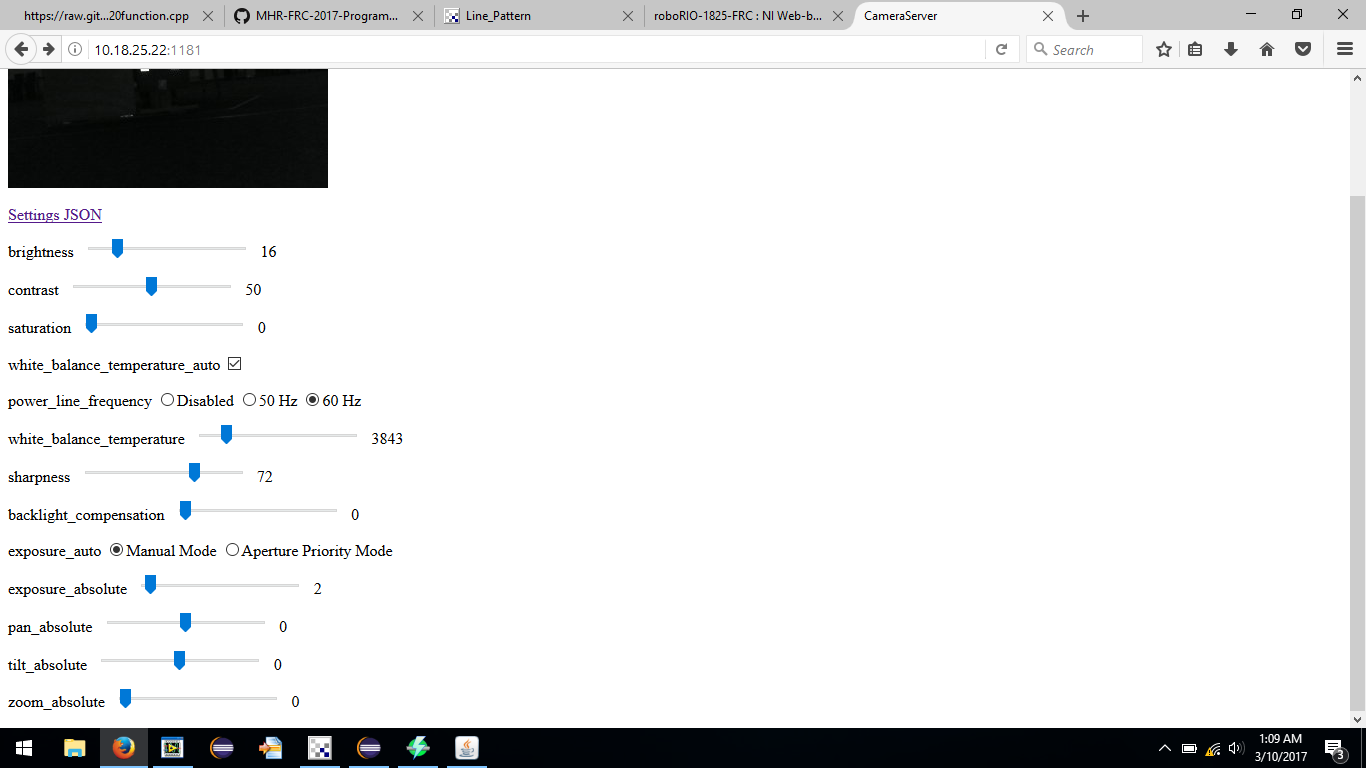 https://raw.git...20function.cpp
MHR-FRC-2017-Program...
Line_Pattern
roboRIO-1825-FRC : NI Web-b...
CameraServer
10.18.25.22:1181
Search
Settings JSON
brightness 16
contrast 50
saturation 0
white_balance_temperature_auto
power_line_frequency Disabled 50 Hz 60 Hz
white_balance_temperature 3843
sharpness 72
backlight_compensation 0
exposure_auto Manual Mode Aperture Priority Mode
exposure_absolute 2
pan_absolute 0
tilt_absolute 0
zoom_absolute 0
1:09 AM
3/10/2017
3